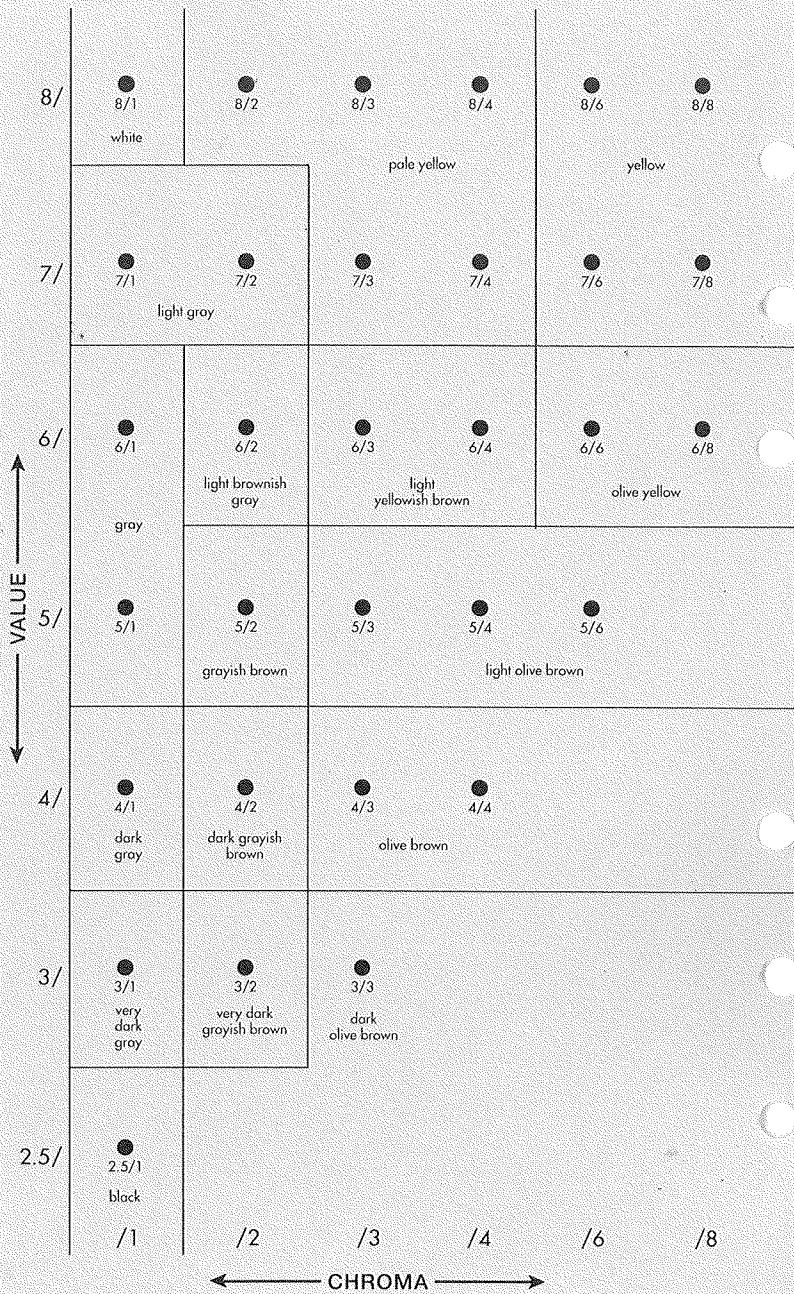 8/
8/1 8/2 8/3 8/4 8/6 8/8
white
pale yellow yellow
7/
7/1 7/2 7/3 7/4 7/6 7/8
light gray
6/
6/1 6/2 6/3 6/4 6/6 6/8
light brownish
gray
light
yellowish brown
olive yellow
gray
VALUE
5/
5/1 5/2 5/3 5/4 5/6
grayish brown light olive brown
4/
4/1 4/2 4/3 4/4
dark
gray
dark grayish
brown
olive brown
3/
3/1 3/2 3/3
very
dark
gray
very dark
grayish brown
dark
olive brown
2.5/
2.5/1
black
/1 /2 /3 /4 /6 /8
CHROMA